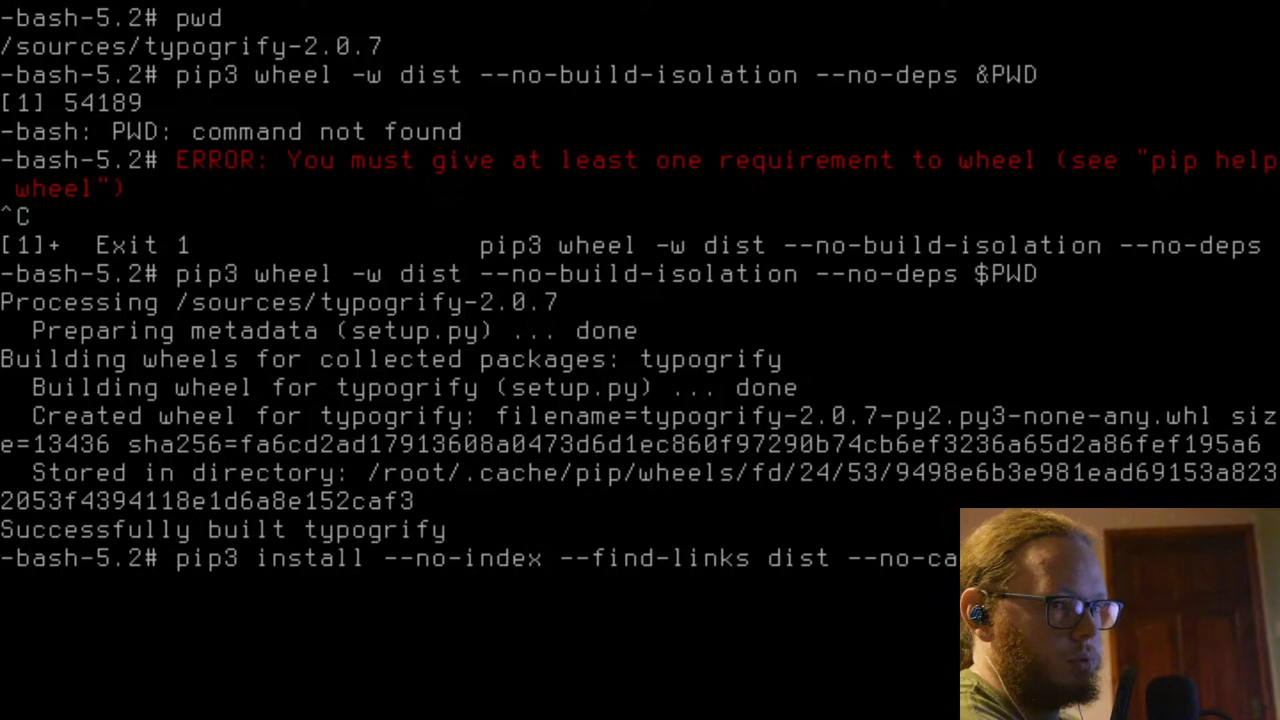 -bash-5.2# pwd
/sources/typogrify-2.0.7
-bash-5.2# pip3 wheel -w dist --no-build-isolation --no-deps &PWD
[1] 54189
-bash: PWD: command not found
-bash-5.2# ERROR: You must give at least one requirement to wheel (see "pip help
 wheel")
^C
[1]+  Exit 1                  pip3 wheel -w dist --no-build-isolation --no-deps
-bash-5.2# pip3 wheel -w dist --no-build-isolation --no-deps $PWD
Processing /sources/typogrify-2.0.7
  Preparing metadata (setup.py) ... done
Building wheels for collected packages: typogrify
  Building wheel for typogrify (setup.py) ... done
  Created wheel for typogrify: filename=typogrify-2.0.7-py2.py3-none-any.whl siz
e=13436 sha256=fa6cd2ad17913608a0473d6d1ec860f97290b74cb6ef3236a65d2a86fef195a6
  Stored in directory: /root/.cache/pip/wheels/fd/24/53/9498e6b3e981ead69153a823
2053f4394118e1d6a8e152caf3
Successfully built typogrify
-bash-5.2# pip3 install --no-index --find-links dist --no-ca